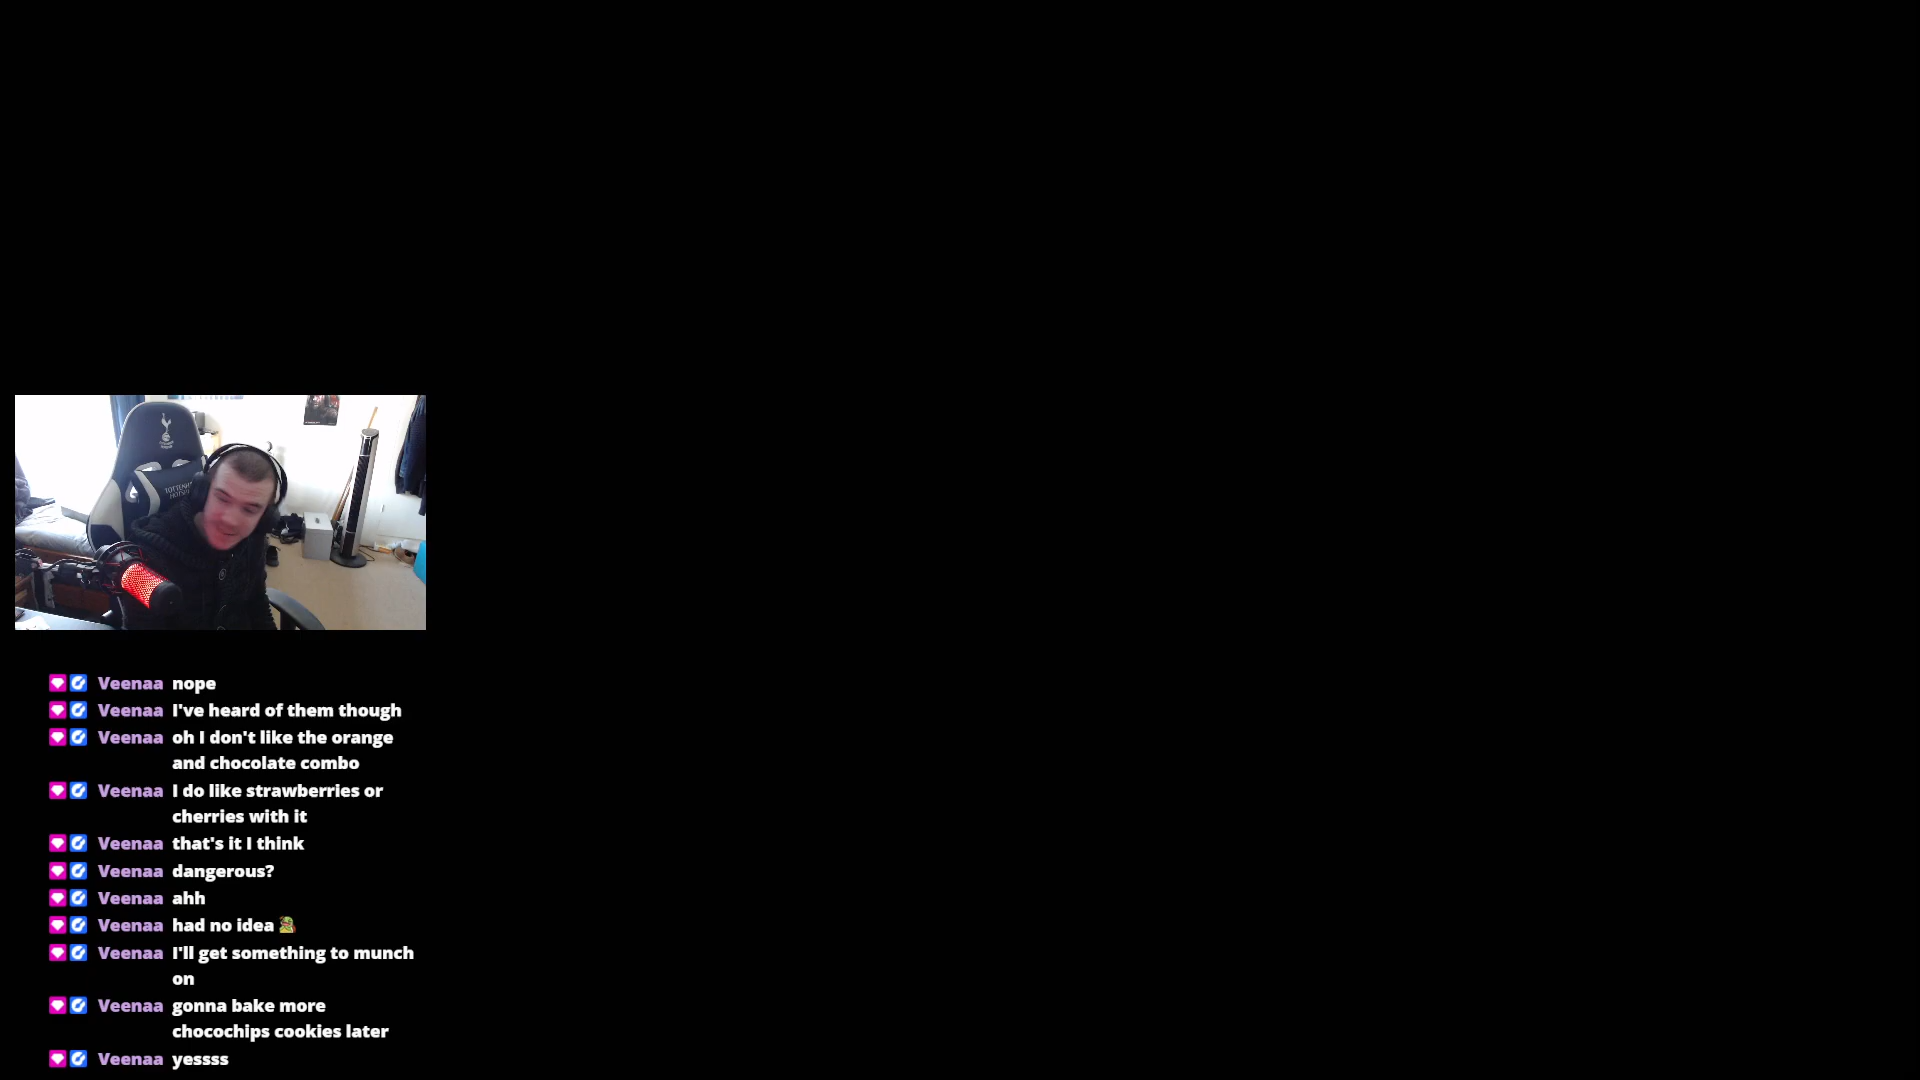 TOTTENHAM
HOTSPUR
Veenaa nope
Veenaa I've heard of them though
Veenaa oh I don't like the orange
and chocolate combo
Veenaa I do like strawberries or
cherries with it
Veenaa that's it I think
Veenaa dangerous?
Veenaa ahh
Veenaa had no idea
Veenaa I'll get something to munch
on
Veenaa gonna bake more
chocochips cookies later
Veenaa yessss